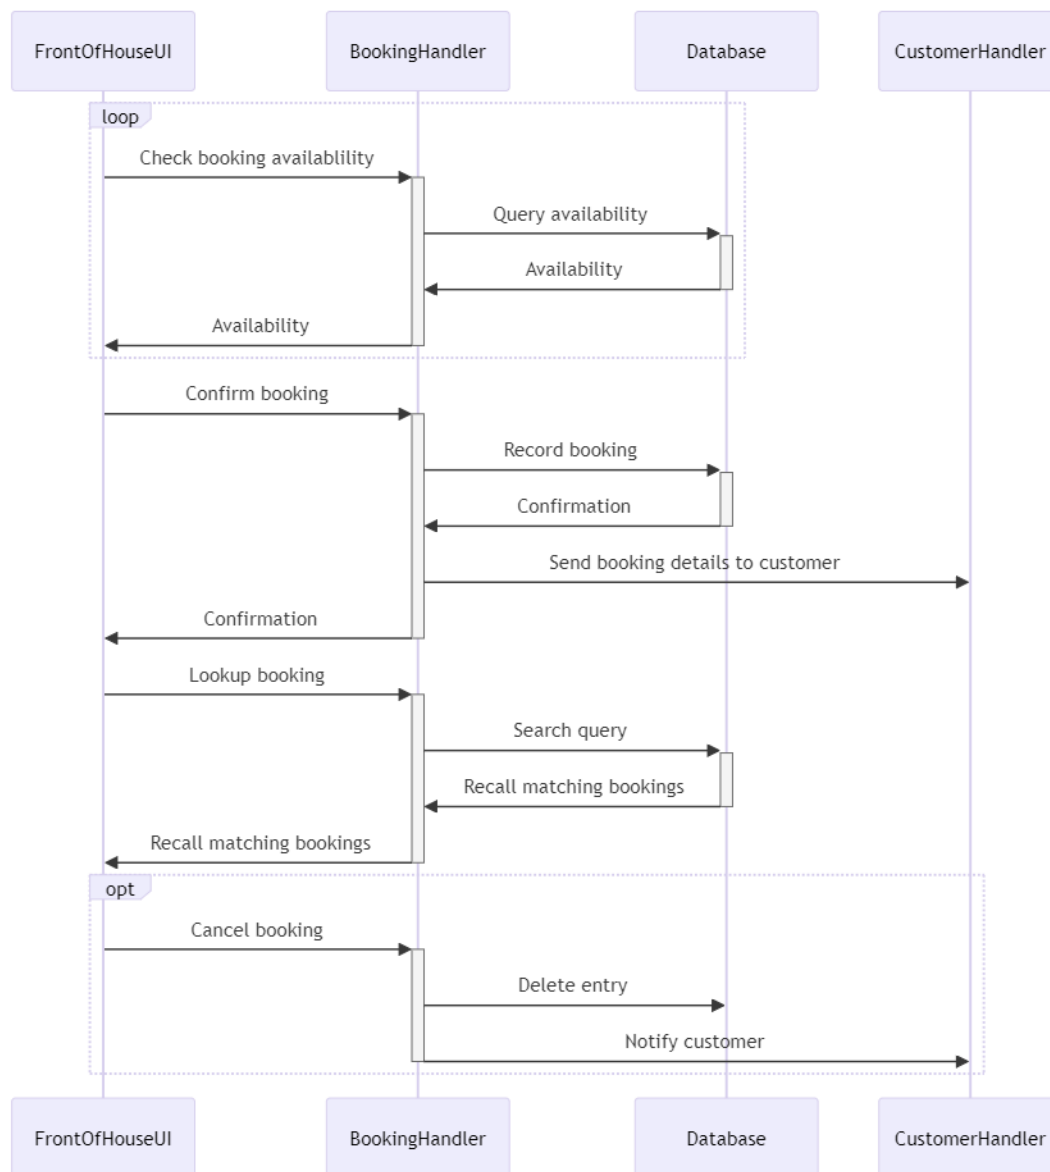 FrontOfHouseUI
BookingHandler
Database
CustomerHandler
loop
Check booking availablility
Query availability
Availability
Availability
Confirm booking
Record booking
Confirmation
Send booking details to customer
Confirmation
Lookup booking
Search query
Recall matching bookings
Recall matching bookings
opt
Cancel booking
Delete entry
Notify customer
FrontOfHouseUI
BookingHandler
Database
CustomerHandler